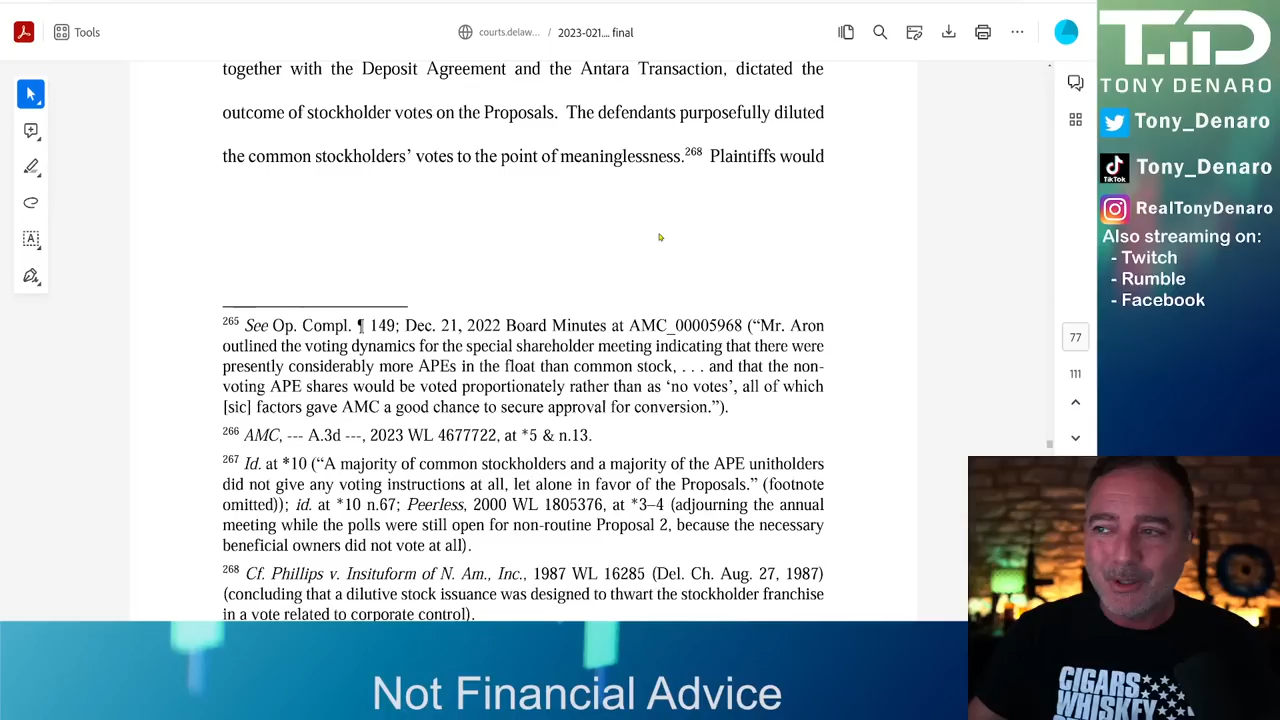 Tools
courts.delaw... / 2023-021.... final
together with the Deposit Agreement and the Antara Transaction, dictated the
outcome of stockholder votes on the Proposals. The defendants purposefully diluted
the common stockholders’ votes to the point of meaninglessness.268 Plaintiffs would
265 See Op. Compl. ¶ 149; Dec. 21, 2022 Board Minutes at AMC_00005968 (“Mr. Aron
outlined the voting dynamics for the special shareholder meeting indicating that there were
presently considerably more APEs in the float than common stock, . . . and that the non-
voting APE shares would be voted proportionately rather than as ‘no votes’, all of which
[sic] factors gave AMC a good chance to secure approval for conversion.”).
266 AMC, --- A.3d ---, 2023 WL 4677722, at *5 & n.13.
267 Id. at *10 (“A majority of common stockholders and a majority of the APE unitholders
did not give any voting instructions at all, let alone in favor of the Proposals.” (footnote
omitted)); id. at *10 n.67; Peerless, 2000 WL 1805376, at *3–4 (adjourning the annual
meeting while the polls were still open for non-routine Proposal 2, because the necessary
beneficial owners did not vote at all).
268 Cf. Phillips v. Insituform of N. Am., Inc., 1987 WL 16285 (Del. Ch. Aug. 27, 1987)
(concluding that a dilutive stock issuance was designed to thwart the stockholder franchise
in a vote related to corporate control).
77
111
T.D
TONY DENARO
Tony_Denaro
TikTok
Tony_Denaro
RealTonyDenaro
Also streaming on:
- Twitch
- Rumble
- Facebook
CIGARS
WHISKEY
Not Financial Advice